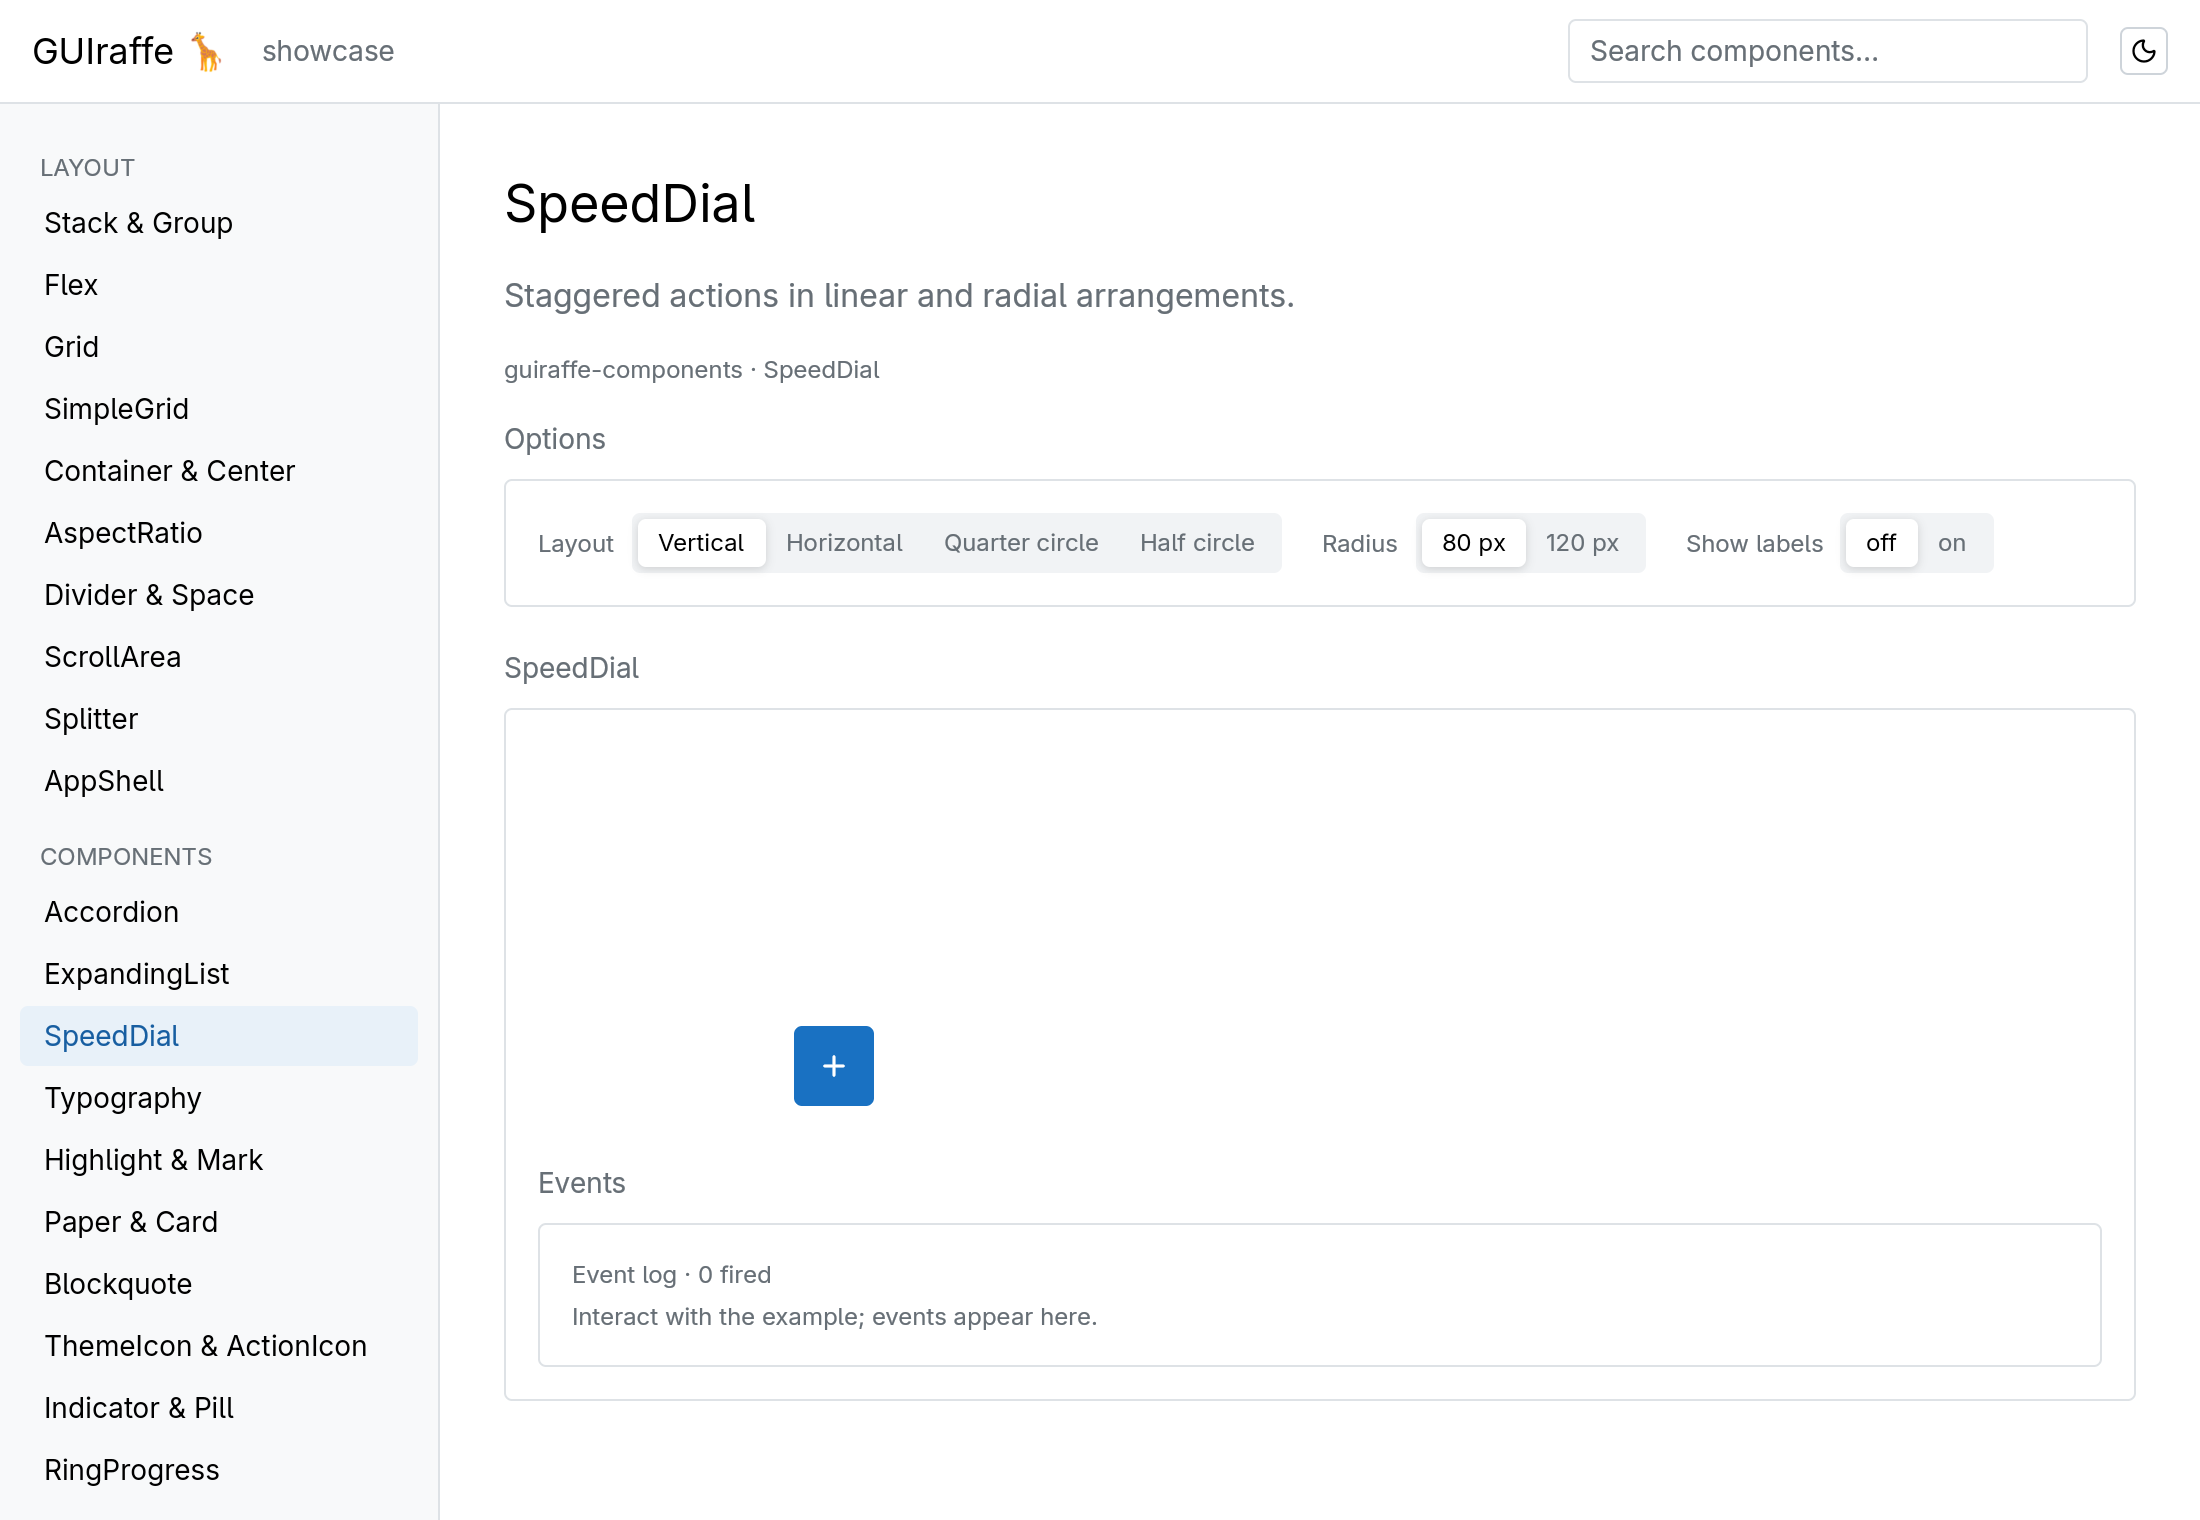 GUIraffe 🦒 showcase
Search components...
LAYOUT
Stack & Group
Flex
Grid
SimpleGrid
Container & Center
AspectRatio
Divider & Space
ScrollArea
Splitter
AppShell
COMPONENTS
Accordion
ExpandingList
SpeedDial
Typography
Highlight & Mark
Paper & Card
Blockquote
ThemeIcon & ActionIcon
Indicator & Pill
RingProgress
SpeedDial
Staggered actions in linear and radial arrangements.
guiraffe-components · SpeedDial
Options
Layout Vertical Horizontal Quarter circle Half circle Radius 80 px 120 px Show labels off on
SpeedDial
Events
Event log · 0 fired
Interact with the example; events appear here.